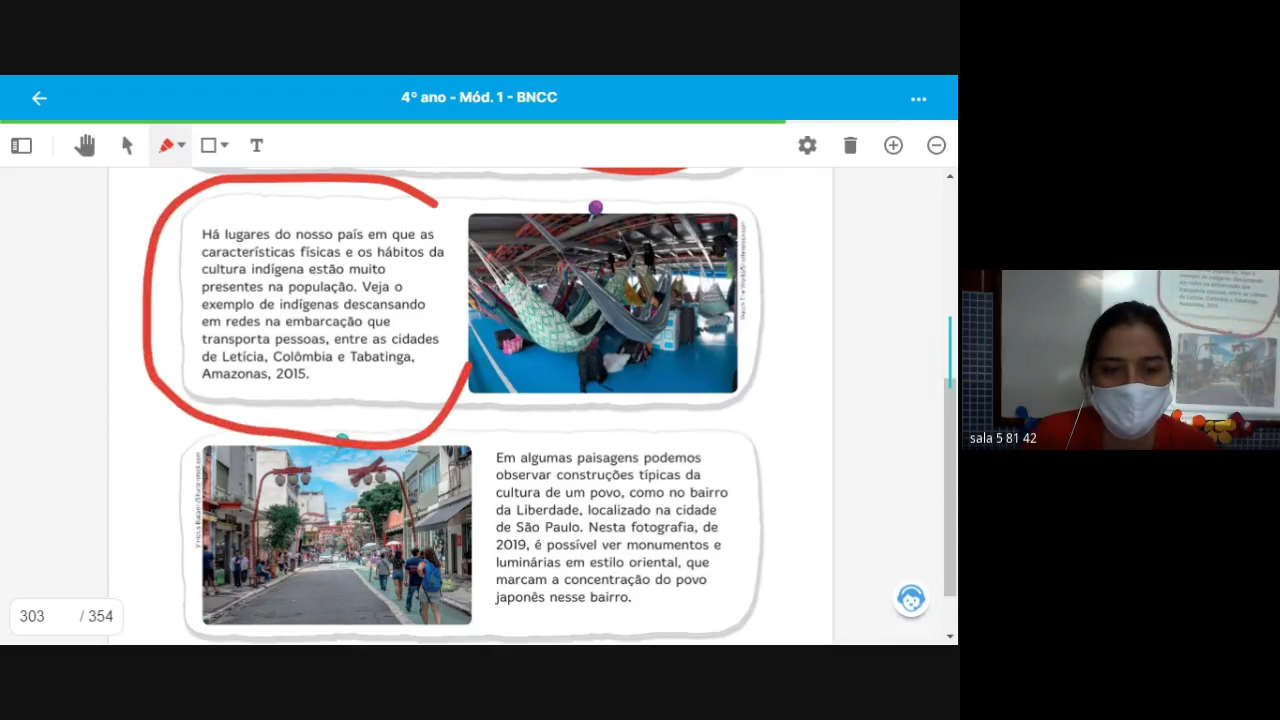 4º ano - Mód. 1 - BNCC
T
Há lugares do nosso país em que as
características físicas e os hábitos da
cultura indígena estão muito
presentes na população. Veja o
exemplo de indígenas descansando
em redes na embarcação que
transporta pessoas, entre as cidades
de Letícia, Colômbia e Tabatinga,
Amazonas, 2015.
Em algumas paisagens podemos
observar construções típicas da
cultura de um povo, como no bairro
da Liberdade, localizado na cidade
de São Paulo. Nesta fotografia, de
2019, é possível ver monumentos e
luminárias em estilo oriental, que
marcam a concentração do povo
japonês nesse bairro.
303 / 354
sala 5 81 42